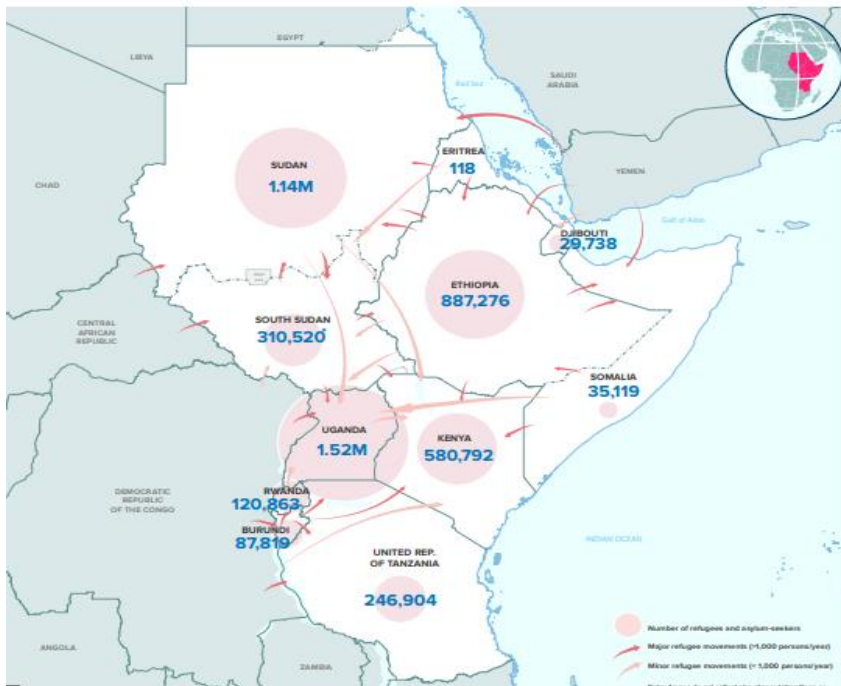 EGYPT
LIBYA
SAUDI
ARABIA
Red Sea
CHAD
SUDAN
1.14M
ERITREA
118
YEMEN
Gulf of Aden
DJIBOUTI
29,738
ETHIOPIA
887,276
SOUTH SUDAN
310,520*
CENTRAL
AFRICAN
REPUBLIC
SOMALIA
35,119
UGANDA
1.52M
KENYA
580,792
DEMOCRATIC
REPUBLIC
OF THE CONGO
RWANDA
120,863
BURUNDI
87,819
INDIAN OCEAN
UNITED REP.
OF TANZANIA
246,904
ANGOLA
ZAMBIA
Number of refugees and asylum-seekers
Major refugee movements (>1,000 persons/year)
Minor refugee movements (< 1,000 persons/year)